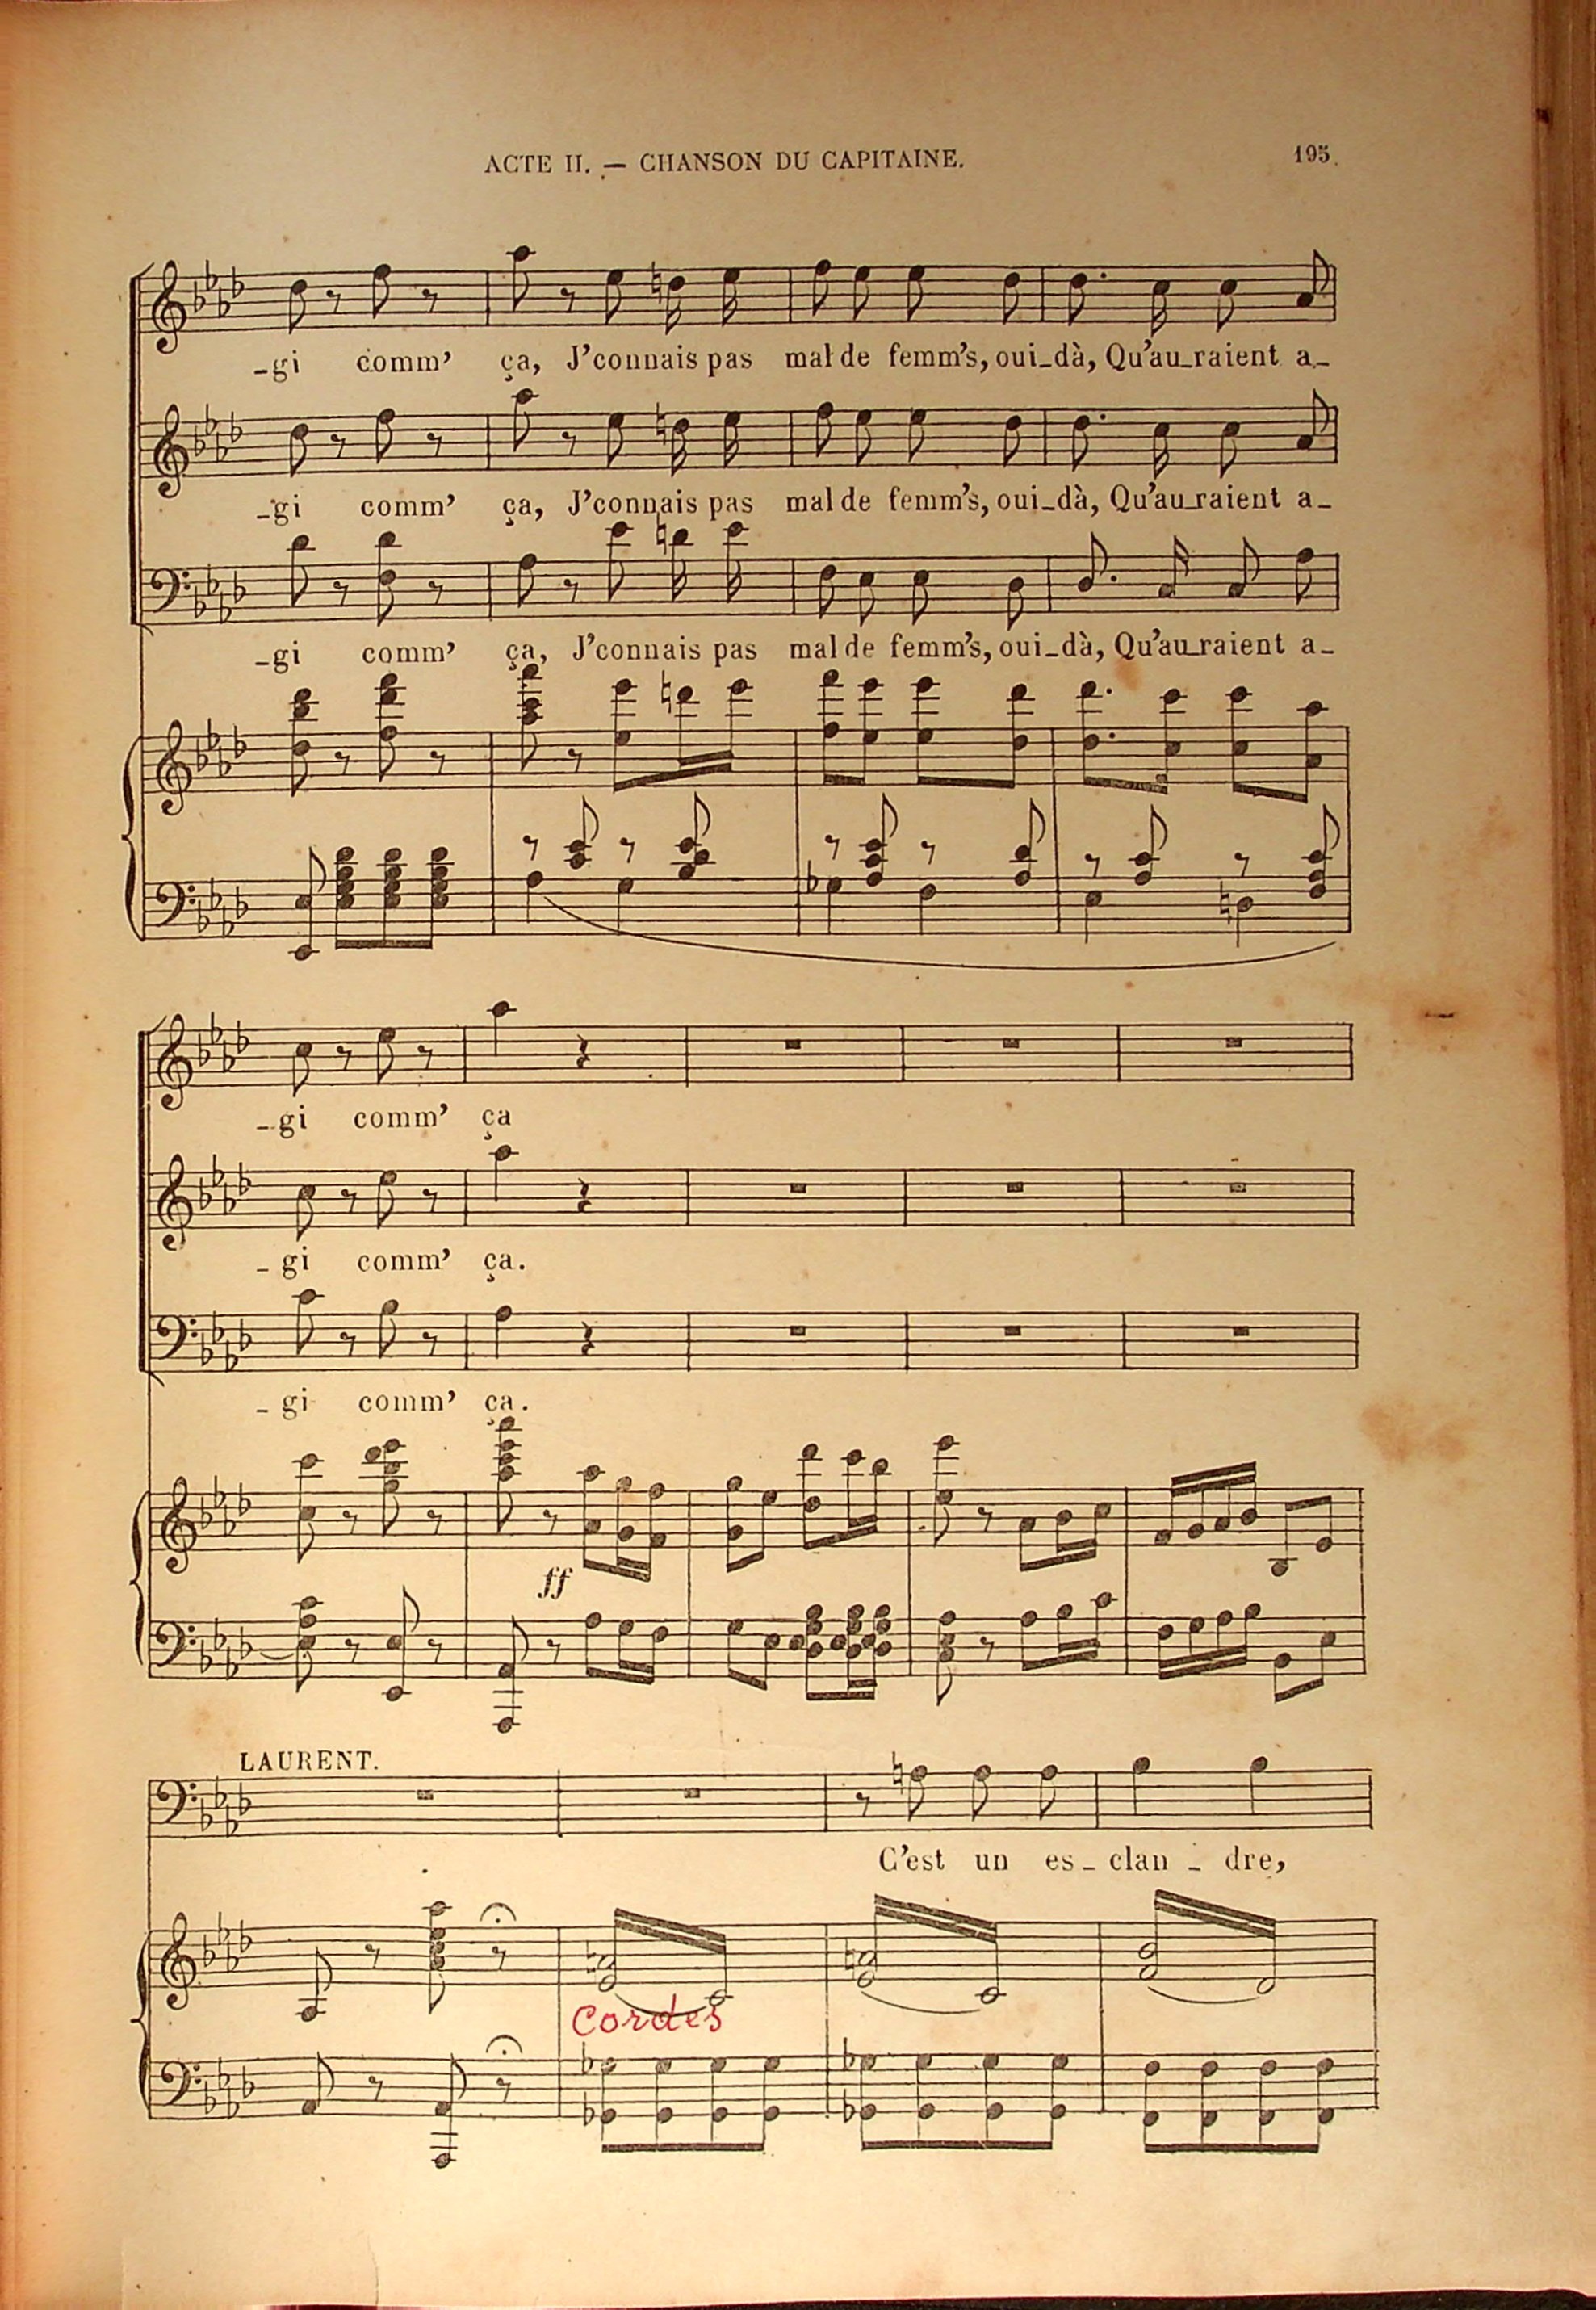 ACTE II. — CHANSON DU CAPITAINE. 195.
-gi comm' ça, J'connais pas mal de femm's, oui-dà, Qu'au-raient a-
-gi comm' ça, J'connais pas mal de femm's, oui-dà, Qu'au-raient a-
-gi comm' ça, J'connais pas mal de femm's, oui-dà, Qu'au-raient a-
-gi comm' ça
-gi comm' ça.
-gi comm' ça.
ff
LAURENT.
C'est un es-clan-dre,
Cordes